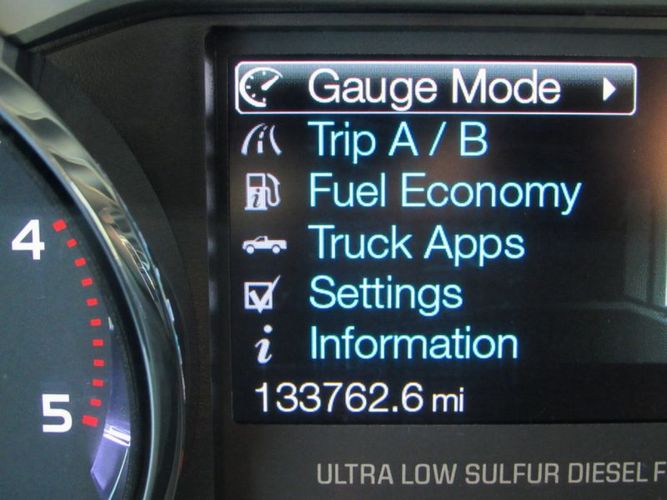 Gauge Mode
Trip A / B
Fuel Economy
Truck Apps
Settings
Information
133762.6 mi
4
5
ULTRA LOW SULFUR DIESEL F